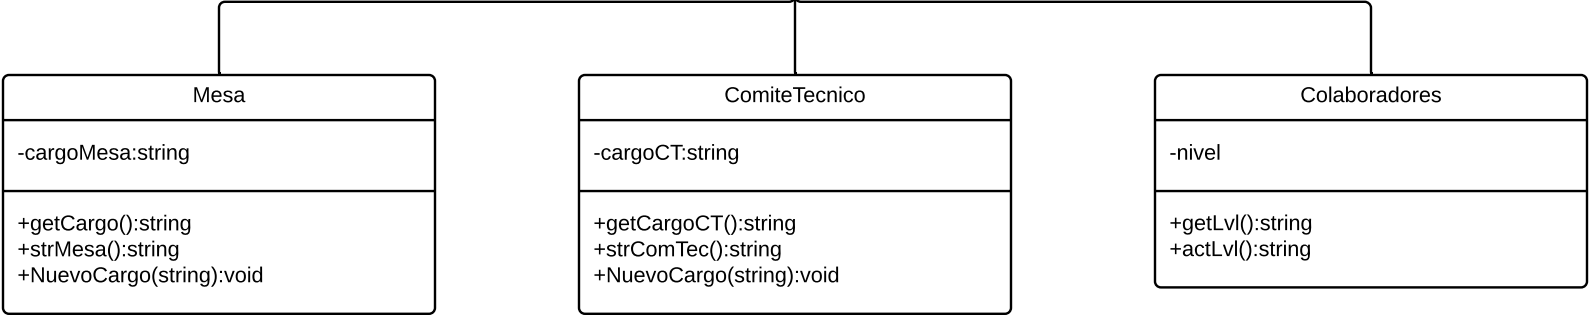 Mesa
-cargoMesa:string
+getCargo():string
+strMesa():string
+NuevoCargo(string):void
ComiteTecnico
-cargoCT:string
+getCargoCT():string
+strComTec():string
+NuevoCargo(string):void
Colaboradores
-nivel
+getLvl():string
+actLvl():string